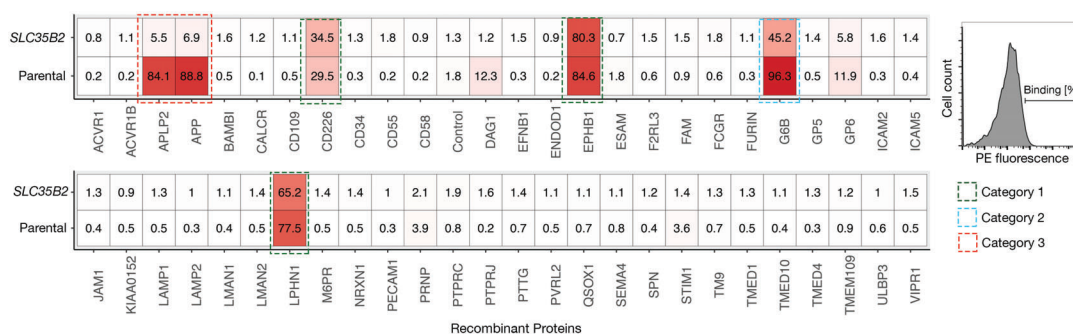 SLC35B2 0.8 1.1 5.5 6.9 1.6 1.2 1.1 34.5 1.3 1.8 0.9 1.3 1.2 1.5 0.9 80.3 0.7 1.5 1.5 1.8 1.1 45.2 1.4 5.8 1.6 1.4
Parental 0.2 0.2 84.1 88.8 0.5 0.1 0.5 29.5 0.3 0.2 0.2 1.8 12.3 0.3 0.2 84.6 1.8 0.6 0.9 0.6 0.3 96.3 0.5 11.9 0.3 0.4
ACVR1 ACVR1B APLP2 APP BAMBI CALCR CD109 CD226 CD34 CD55 CD58 Control DAG1 EFNB1 ENDOD1 EPHB1 ESAM F2RL3 FAM FCGR FURIN G6B GP5 GP6 ICAM2 ICAM5
Cell count
Binding [%
PE fluorescence
SLC35B2 1.3 0.9 1.3 1 1.1 1.4 65.2 1.4 1.4 1 2.1 1.9 1.6 1.4 1.1 1.1 1.1 1.2 1.4 1.3 1.3 1.1 1.3 1.2 1 1.5
Parental 0.4 0.5 0.5 0.3 0.4 0.5 77.5 0.5 0.5 0.3 3.9 0.8 0.2 0.7 0.5 0.7 0.8 0.4 3.6 0.7 0.5 0.4 0.3 0.9 0.6 0.5
JAM1 KIAA0152 LAMP1 LAMP2 LMAN1 LMAN2 LPHN1 M6PR NRXN1 PECAM1 PRNP PTPRC PTPRJ PTTG PVRL2 QSOX1 SEMA4 SPN STIM1 TM9 TMED1 TMED10 TMED4 TMEM109 ULBP3 VIPR1
Recombinant Proteins
Category 1
Category 2
Category 3